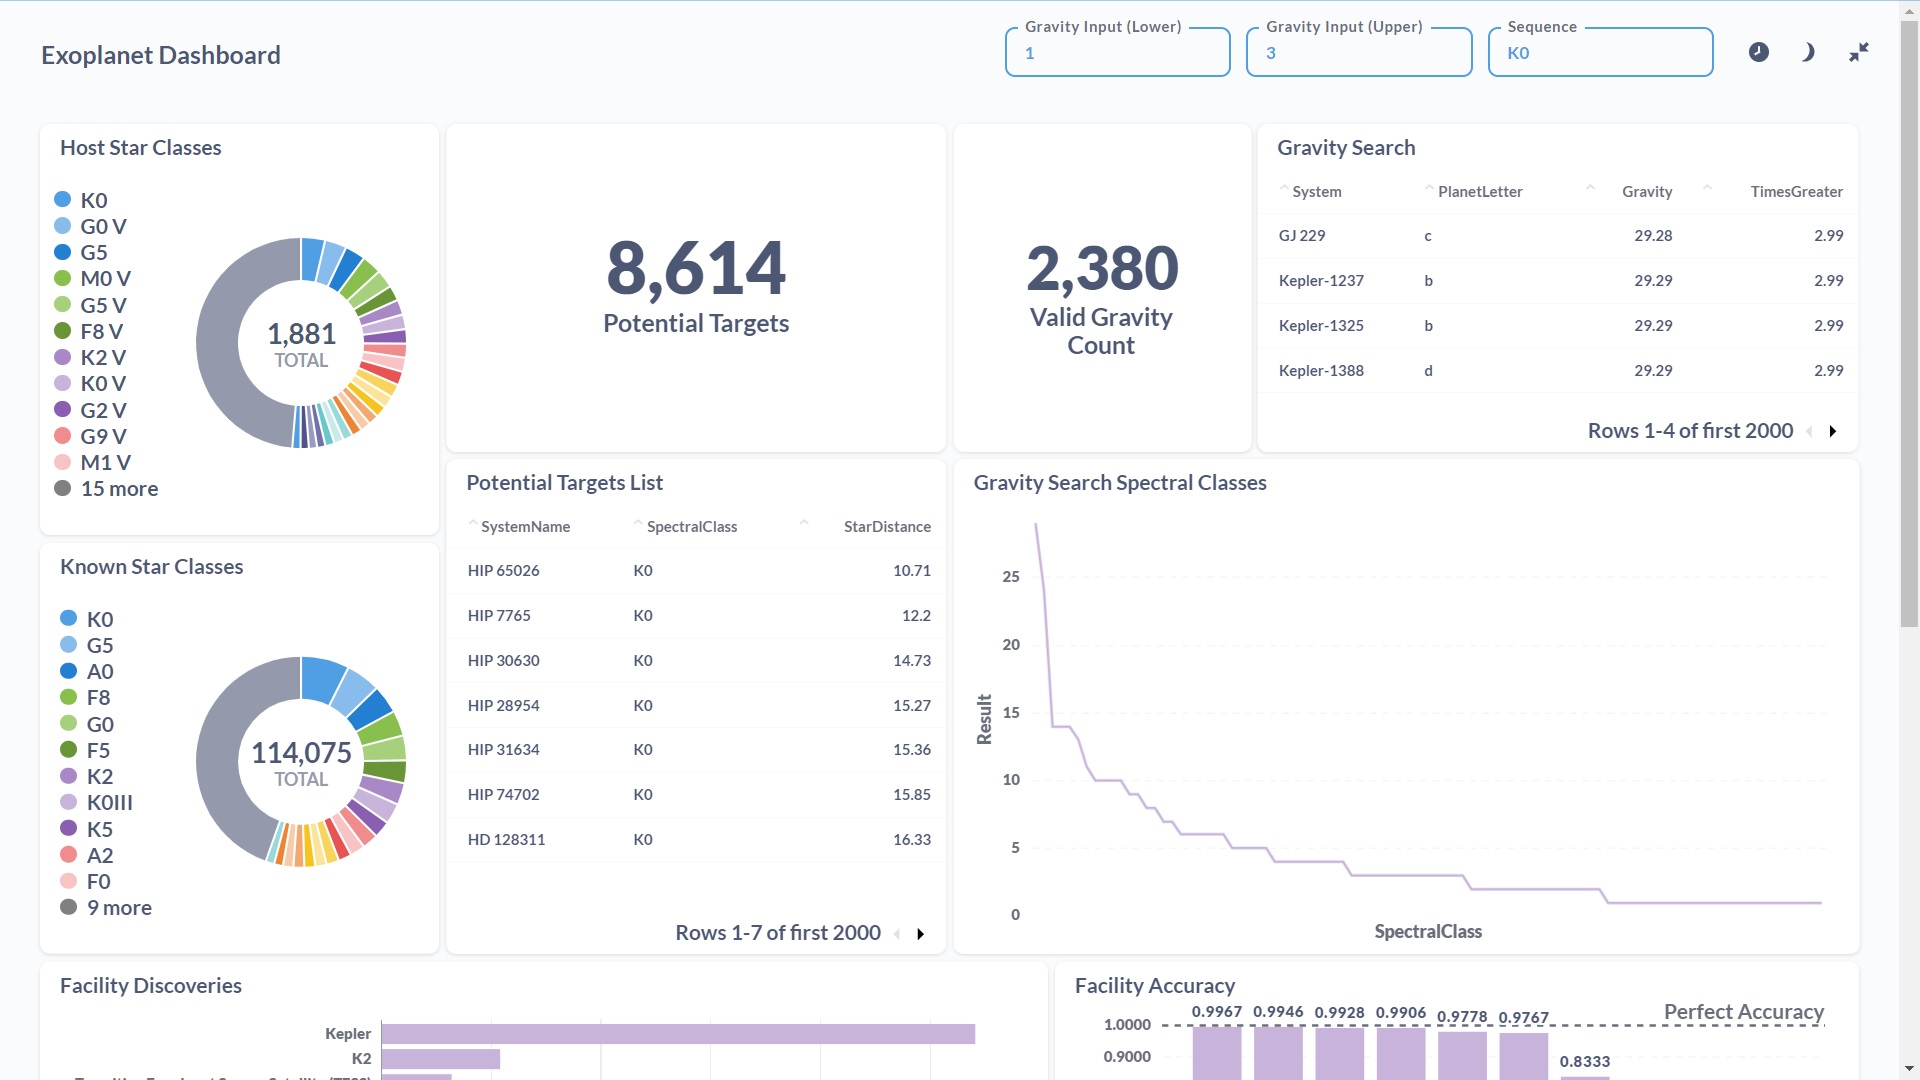 Exoplanet Dashboard
Gravity Input (Lower)
1
Gravity Input (Upper)
3
Sequence
K0
Host Star Classes
K0
G0 V
G5
M0 V
G5 V
F8 V
K2 V
K0 V
G2 V
G9 V
M1 V
15 more
1,881
TOTAL
8,614
Potential Targets
2,380
Valid Gravity
Count
Gravity Search
System PlanetLetter Gravity TimesGreater
GJ 229 c 29.28 2.99
Kepler-1237 b 29.29 2.99
Kepler-1325 b 29.29 2.99
Kepler-1388 d 29.29 2.99
Rows 1-4 of first 2000
Known Star Classes
K0
G5
A0
F8
G0
F5
K2
K0III
K5
A2
F0
9 more
114,075
TOTAL
Potential Targets List
SystemName SpectralClass StarDistance
HIP 65026 K0 10.71
HIP 7765 K0 12.2
HIP 30630 K0 14.73
HIP 28954 K0 15.27
HIP 31634 K0 15.36
HIP 74702 K0 15.85
HD 128311 K0 16.33
Rows 1-7 of first 2000
Gravity Search Spectral Classes
Result
25
20
15
10
5
0
SpectralClass
Facility Discoveries
Kepler
K2
Facility Accuracy
Perfect Accuracy
0.9967 0.9946 0.9928 0.9906 0.9778 0.9767
1.0000
0.9000
0.8333